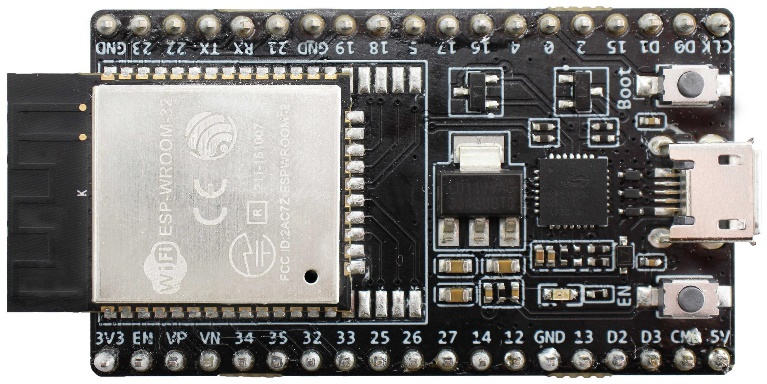 GND 23 22 TX RX 21 GND 19 18 5 17 16 4 0 2 15 D1 D0 CLK
Boot
WiFi ESP-WROOM-32
CE
R
FCC ID:2AC7Z-ESPWROOM32
K
EN
3V3 EN VP VN 34 35 32 33 25 26 27 14 12 GND 13 D2 D3 CMD 5V